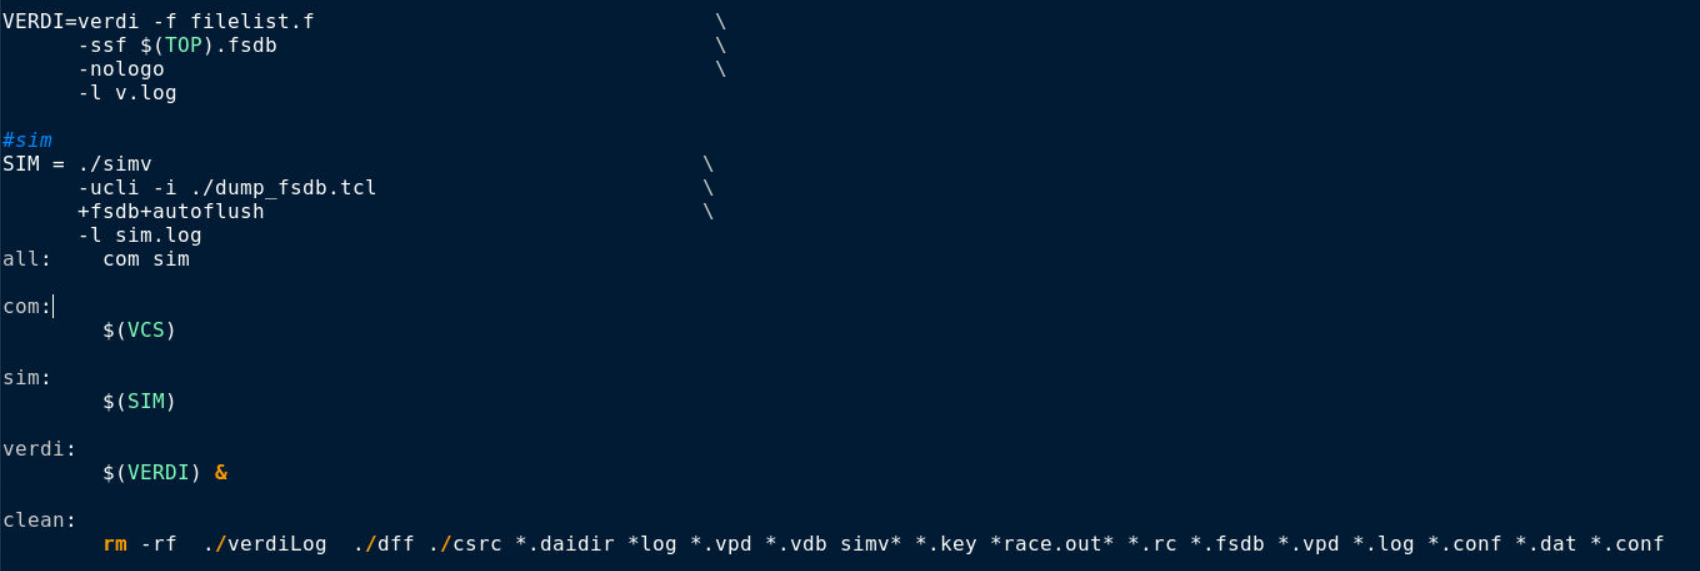 VERDI=verdi -f filelist.f \
-ssf $(TOP).fsdb \
-nologo \
-l v.log
#sim
SIM = ./simv \
-ucli -i ./dump_fsdb.tcl \
+fsdb+autoflush \
-l sim.log
all: com sim
com:
$(VCS)
sim:
$(SIM)
verdi:
$(VERDI) &
clean:
rm -rf ./verdiLog ./dff ./csrc *.daidir *log *.vpd *.vdb simv* *.key *race.out* *.rc *.fsdb *.vpd *.log *.conf *.dat *.conf